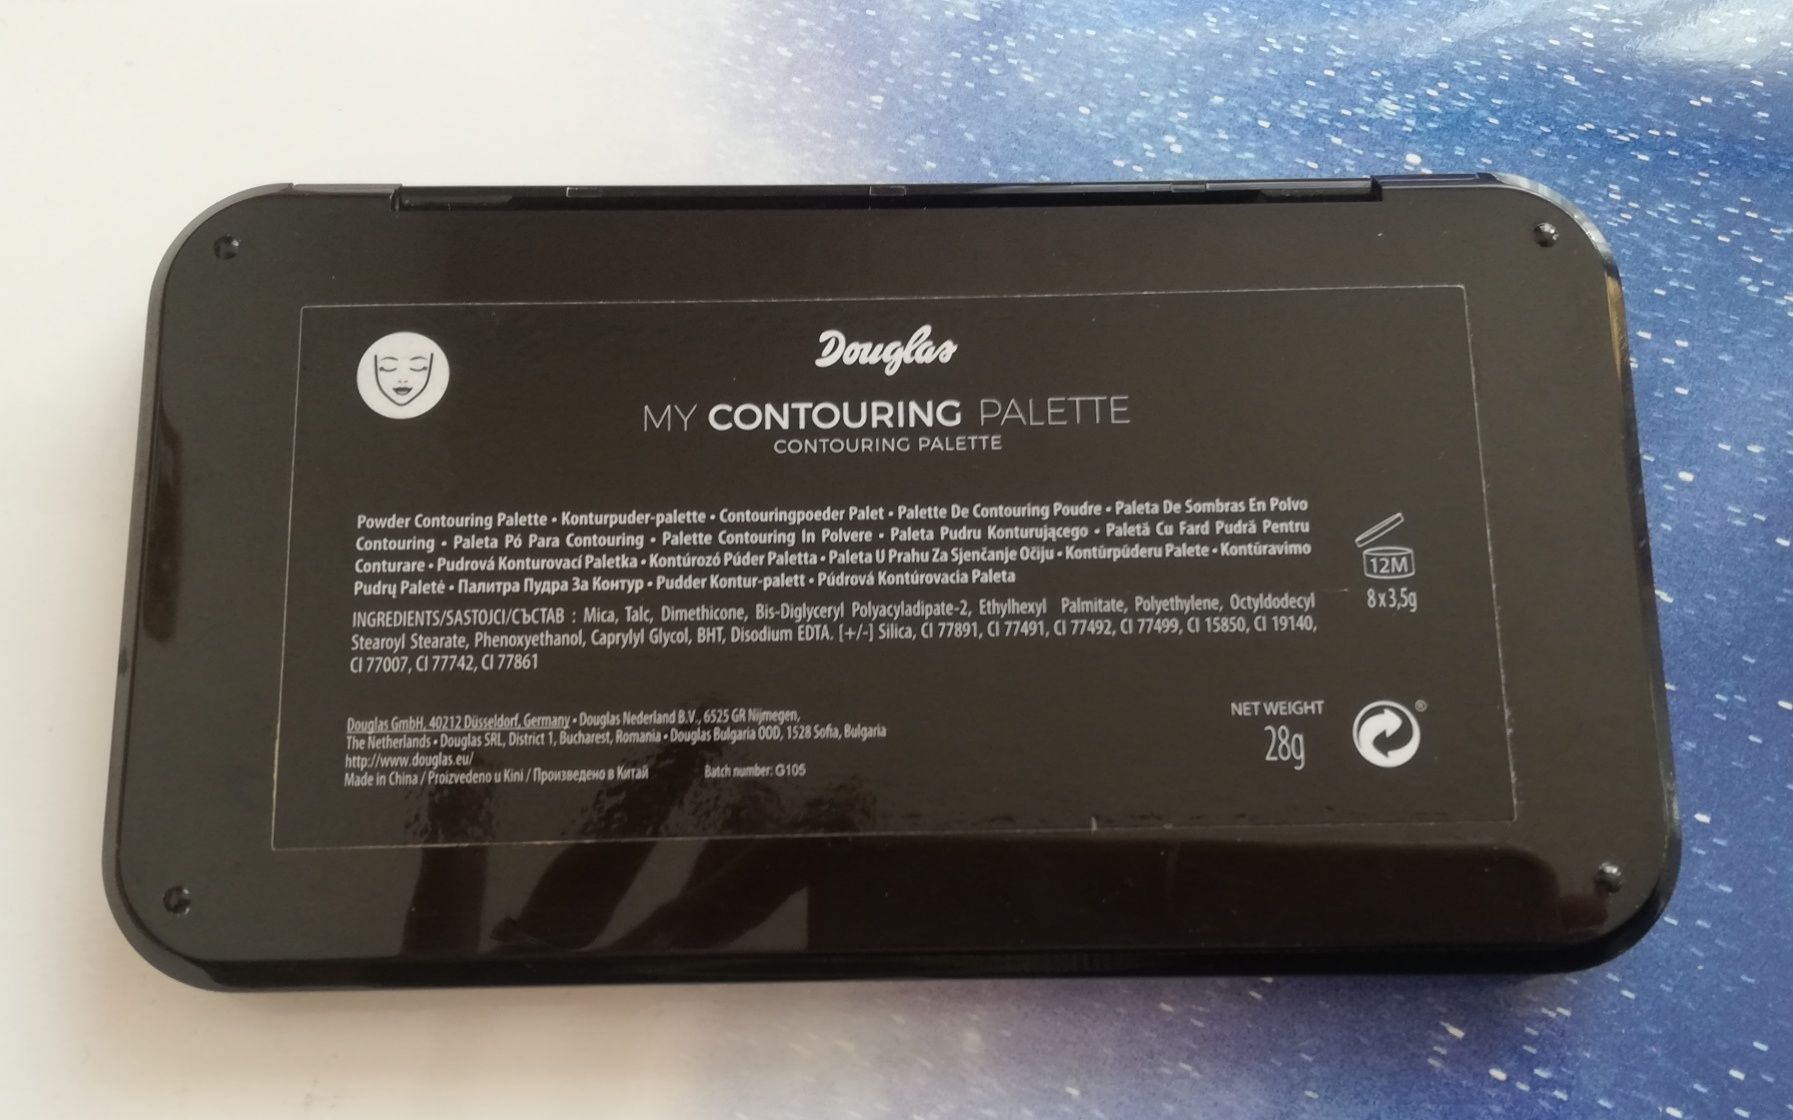 Douglas
MY CONTOURING PALETTE
CONTOURING PALETTE
Powder Contouring Palette • Konturpuder-palette • Contouringpoeder Palet • Palette De Contouring Poudre • Paleta De Sombras En Polvo
Contouring • Paleta Pó Para Contouring • Palette Contouring In Polvere • Paleta Pudru Konturującego • Paletă Cu Fard Pudră Pentru
Conturare • Pudrová Konturovací Paletka • Kontúrozó Púder Paletta • Paleta U Prahu Za Sjenčanje Očiju • Kontūrpūderu Palete • Kontūravimo
Pudrų Paletė • Палитра Пудра За Контур • Pudder Kontur-palett • Púdrová Kontúrovacia Paleta
12M
8x3,5g
INGREDIENTS/SASTOJCI/СЪСТАВ : Mica, Talc, Dimethicone, Bis-Diglyceryl Polyacyladipate-2, Ethylhexyl Palmitate, Polyethylene, Octyldodecyl
Stearoyl Stearate, Phenoxyethanol, Caprylyl Glycol, BHT, Disodium EDTA. [+/-] Silica, CI 77891, CI 77491, CI 77492, CI 77499, CI 15850, CI 19140,
CI 77007, CI 77742, CI 77861
Douglas GmbH, 40212 Düsseldorf, Germany • Douglas Nederland B.V., 6525 GR Nijmegen,
The Netherlands • Douglas SRL, District 1, Bucharest, Romania • Douglas Bulgaria OOD, 1528 Sofia, Bulgaria
http://www.douglas.eu/
Made in China / Proizvedeno u Kini / Произведено в Китай Batch number: G105
NET WEIGHT
28g
®